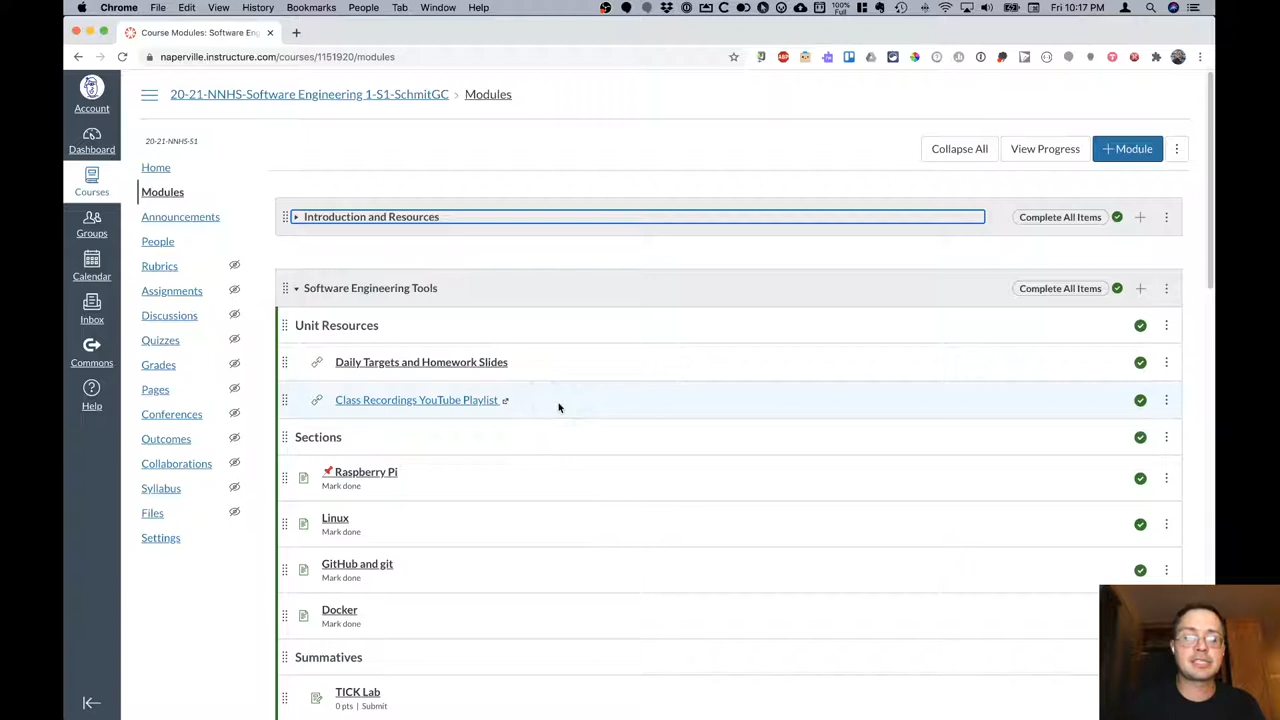 Chrome File Edit View History Bookmarks People Tab Window Help 100% Full Fri 10:17 PM
Course Modules: Software Eng
naperville.instructure.com/courses/1151920/modules
20-21-NNHS-Software Engineering 1-S1-SchmitGC > Modules
Account
Dashboard
Courses
Groups
Calendar
Inbox
Commons
Help
20-21-NNHS-S1
Home
Modules
Announcements
People
Rubrics
Assignments
Discussions
Quizzes
Grades
Pages
Conferences
Outcomes
Collaborations
Syllabus
Files
Settings
Collapse All View Progress + Module
Introduction and Resources Complete All Items
Software Engineering Tools Complete All Items
Unit Resources
Daily Targets and Homework Slides
Class Recordings YouTube Playlist
Sections
Raspberry Pi
Mark done
Linux
Mark done
GitHub and git
Mark done
Docker
Mark done
Summatives
TICK Lab
0 pts | Submit